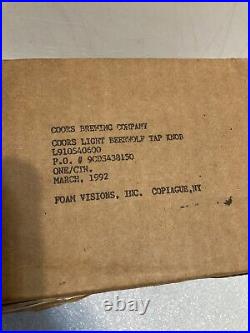 COORS BREWING COMPANY
COORS LIGHT BEERWOLF TAP KNOB
L910540600
P.O. # 9CDS438150
ONE/CTN.
MARCH, 1992
FOAM VISIONS, INC. COPIAGUE, NY